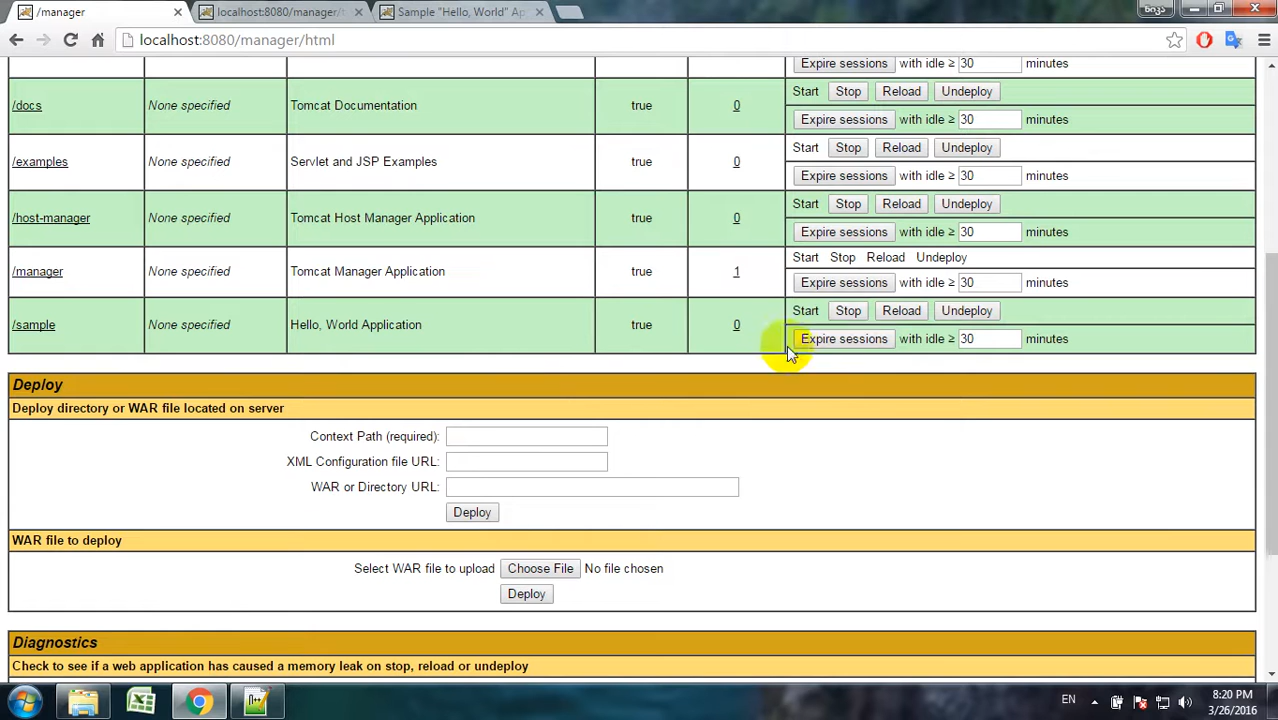 /manager
localhost:8080/manager/t
Sample "Hello, World" Ap
localhost:8080/manager/html
Expire sessions with idle ≥ 30 minutes
/docs None specified Tomcat Documentation true 0 Start Stop Reload Undeploy
Expire sessions with idle ≥ 30 minutes
/examples None specified Servlet and JSP Examples true 0 Start Stop Reload Undeploy
Expire sessions with idle ≥ 30 minutes
/host-manager None specified Tomcat Host Manager Application true 0 Start Stop Reload Undeploy
Expire sessions with idle ≥ 30 minutes
/manager None specified Tomcat Manager Application true 1 Start Stop Reload Undeploy
Expire sessions with idle ≥ 30 minutes
/sample None specified Hello, World Application true 0 Start Stop Reload Undeploy
Expire sessions with idle ≥ 30 minutes
Deploy
Deploy directory or WAR file located on server
Context Path (required):
XML Configuration file URL:
WAR or Directory URL:
Deploy
WAR file to deploy
Select WAR file to upload Choose File No file chosen
Deploy
Diagnostics
Check to see if a web application has caused a memory leak on stop, reload or undeploy
EN
8:20 PM
3/26/2016